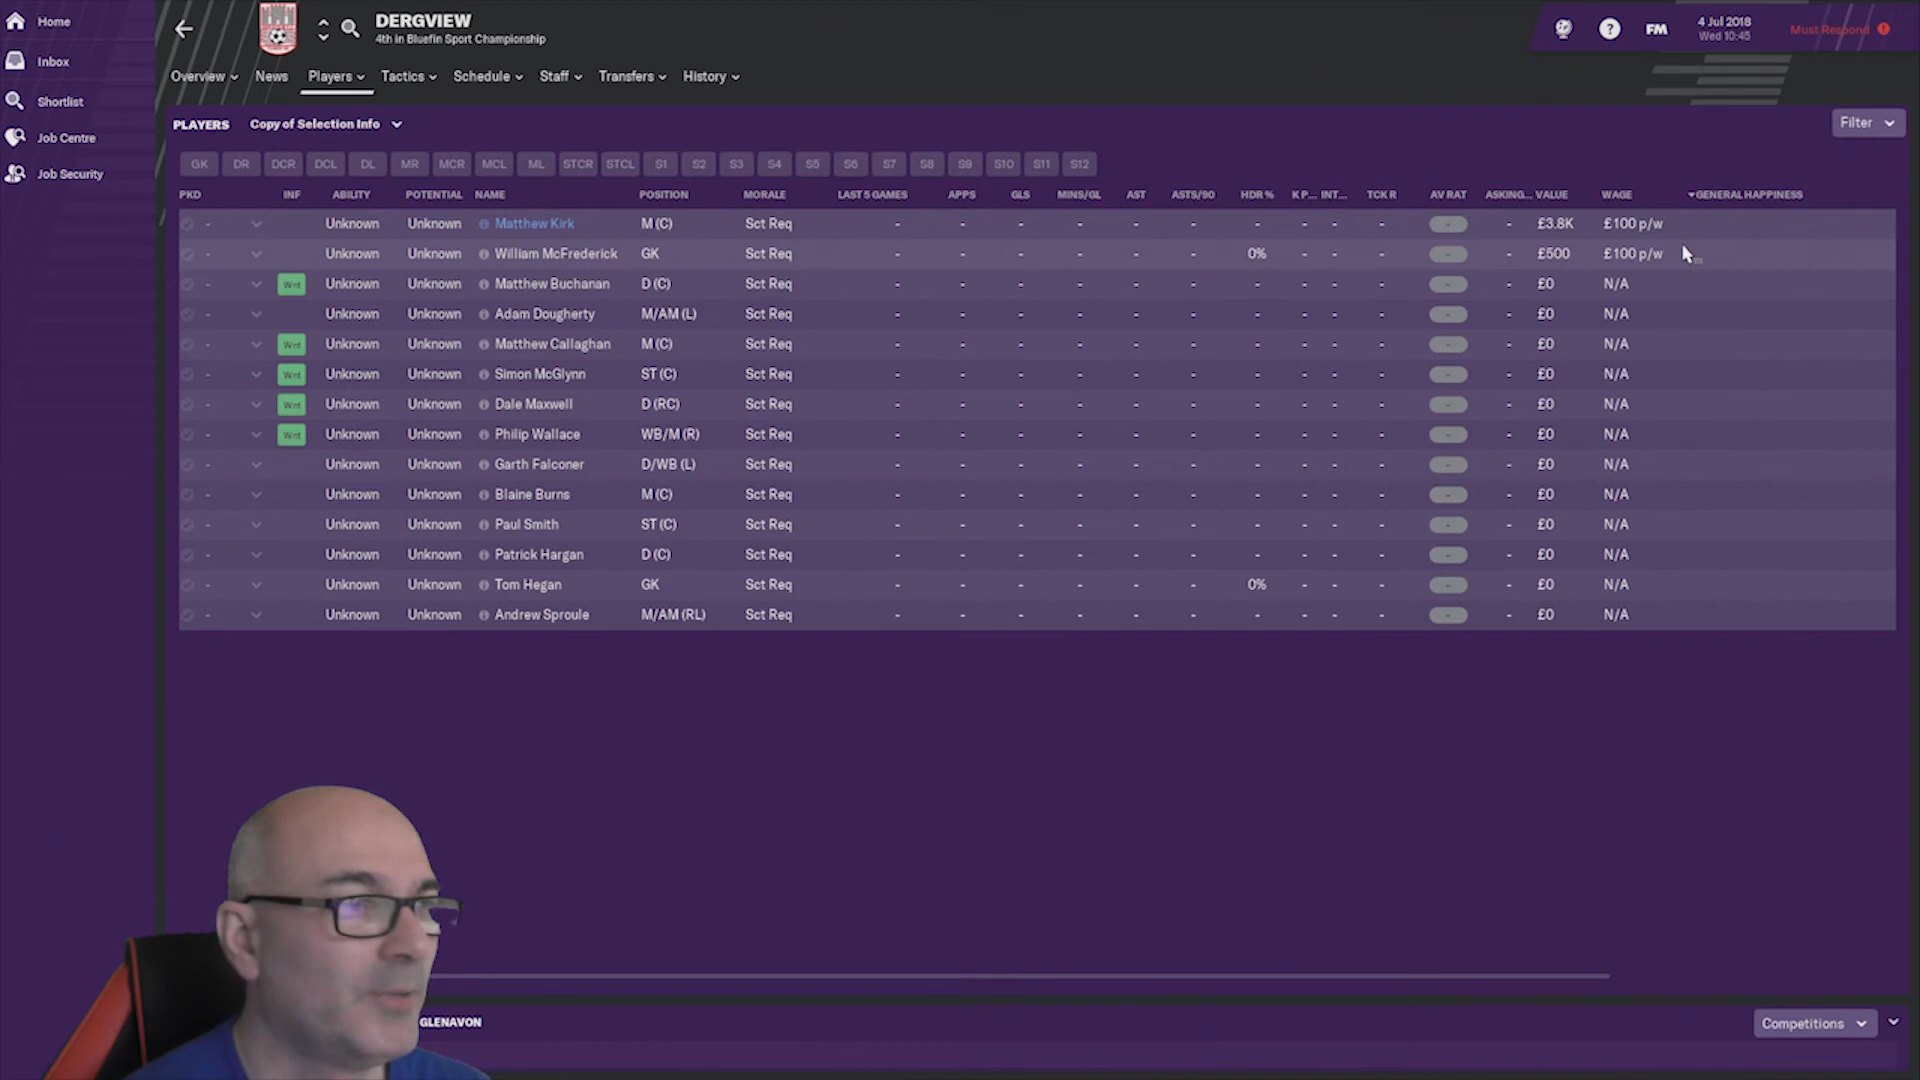 Home
Inbox
Shortlist
Job Centre
Job Security
DERGVIEW
4th in Bluefin Sport Championship
FM
4 Jul 2018
Wed 10:45
Must Respond
Overview News Players Tactics Schedule Staff Transfers History
PLAYERS Copy of Selection Info Filter
GK DR DCR DCL DL MR MCR MCL ML STCR STCL S1 S2 S3 S4 S5 S6 S7 S8 S9 S10 S11 S12
PKD INF ABILITY POTENTIAL NAME POSITION MORALE LAST 5 GAMES APPS GLS MINS/GL AST ASTS/90 HDR % K P... INT... TCK R AV RAT ASKING... VALUE WAGE GENERAL HAPPINESS
- Unknown Unknown Matthew Kirk M (C) Sct Req - - - - - - - - - - - - £3.8K £100 p/w
- Unknown Unknown William McFrederick GK Sct Req - - - - - - 0% - - - - - £500 £100 p/w
- Wnt Unknown Unknown Matthew Buchanan D (C) Sct Req - - - - - - - - - - - - £0 N/A
- Unknown Unknown Adam Dougherty M/AM (L) Sct Req - - - - - - - - - - - - £0 N/A
- Wnt Unknown Unknown Matthew Callaghan M (C) Sct Req - - - - - - - - - - - - £0 N/A
- Wnt Unknown Unknown Simon McGlynn ST (C) Sct Req - - - - - - - - - - - - £0 N/A
- Wnt Unknown Unknown Dale Maxwell D (RC) Sct Req - - - - - - - - - - - - £0 N/A
- Wnt Unknown Unknown Philip Wallace WB/M (R) Sct Req - - - - - - - - - - - - £0 N/A
- Unknown Unknown Garth Falconer D/WB (L) Sct Req - - - - - - - - - - - - £0 N/A
- Unknown Unknown Blaine Burns M (C) Sct Req - - - - - - - - - - - - £0 N/A
- Unknown Unknown Paul Smith ST (C) Sct Req - - - - - - - - - - - - £0 N/A
- Unknown Unknown Patrick Hargan D (C) Sct Req - - - - - - - - - - - - £0 N/A
- Unknown Unknown Tom Hegan GK Sct Req - - - - - - 0% - - - - - £0 N/A
- Unknown Unknown Andrew Sproule M/AM (RL) Sct Req - - - - - - - - - - - - £0 N/A
GLENAVON Competitions